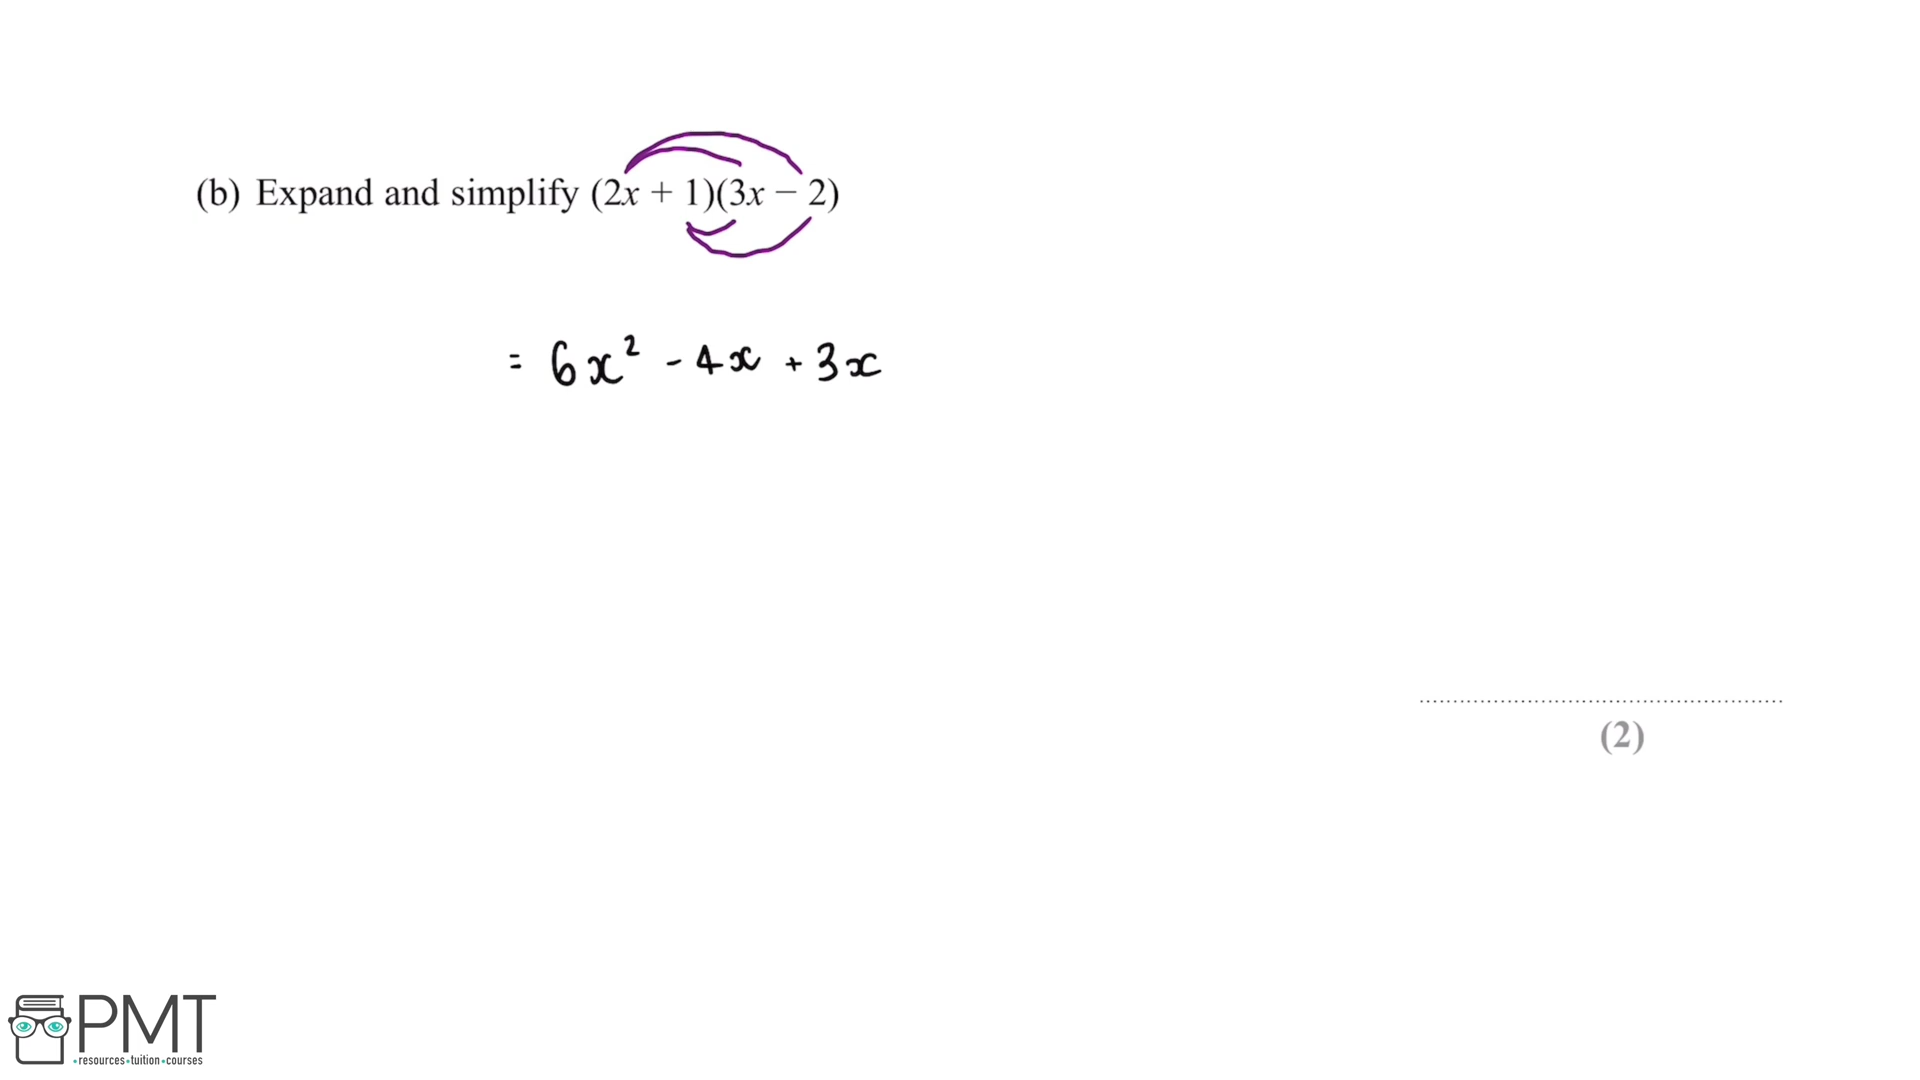 (b) Expand and simplify (2x + 1)(3x − 2)
= 6x² - 4x + 3x
(2)
PMT
•resources•tuition•courses